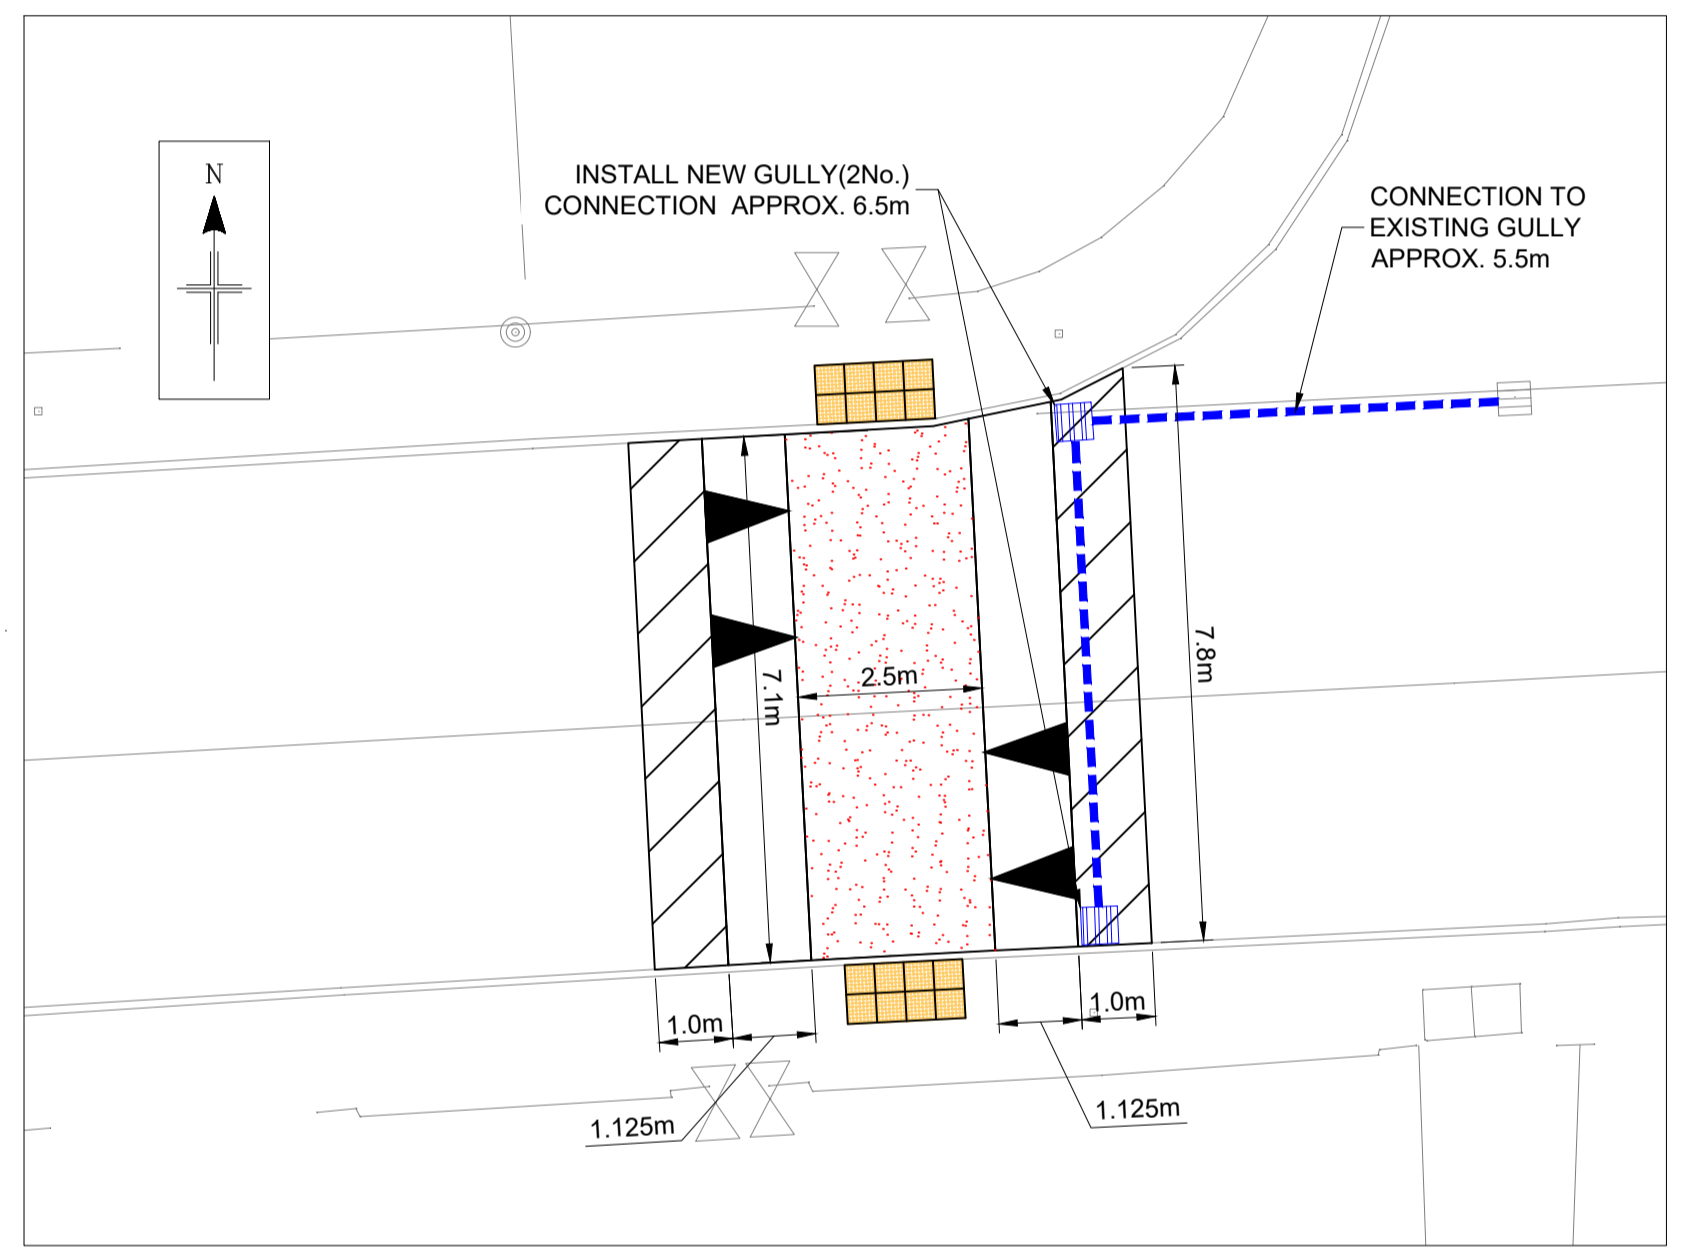 N
INSTALL NEW GULLY(2No.)
CONNECTION APPROX. 6.5m
CONNECTION TO
EXISTING GULLY
APPROX. 5.5m
7.1m
2.5m
7.8m
1.0m
1.0m
1.125m
1.125m